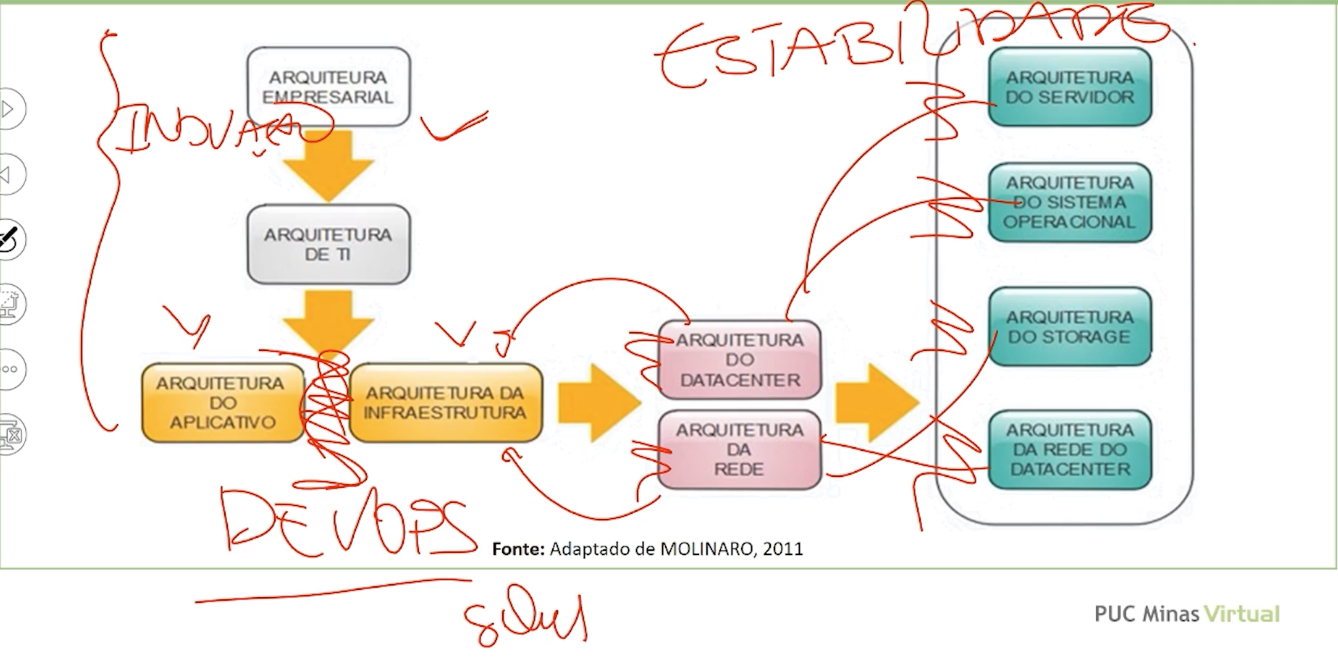 ESTABILIDADE.
ARQUITEURA
EMPRESARIAL
INOVAÇÃO
ARQUITETURA
DE TI
ARQUITETURA
DO
APLICATIVO
ARQUITETURA DA
INFRAESTRUTURA
ARQUITETURA
DO
DATACENTER
ARQUITETURA
DA
REDE
ARQUITETURA
DO SERVIDOR
ARQUITETURA
DO SISTEMA
OPERACIONAL
ARQUITETURA
DO STORAGE
ARQUITETURA
DA REDE DO
DATACENTER
DEVOPS
Fonte: Adaptado de MOLINARO, 2011
PUC Minas Virtual